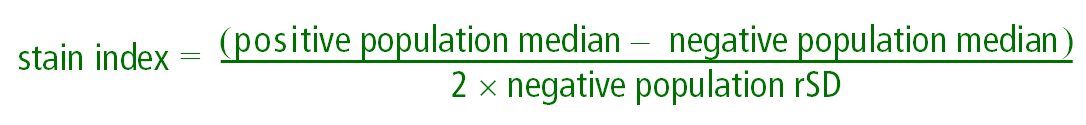 stain index = (positive population median – negative population median)
2 × negative population rSD